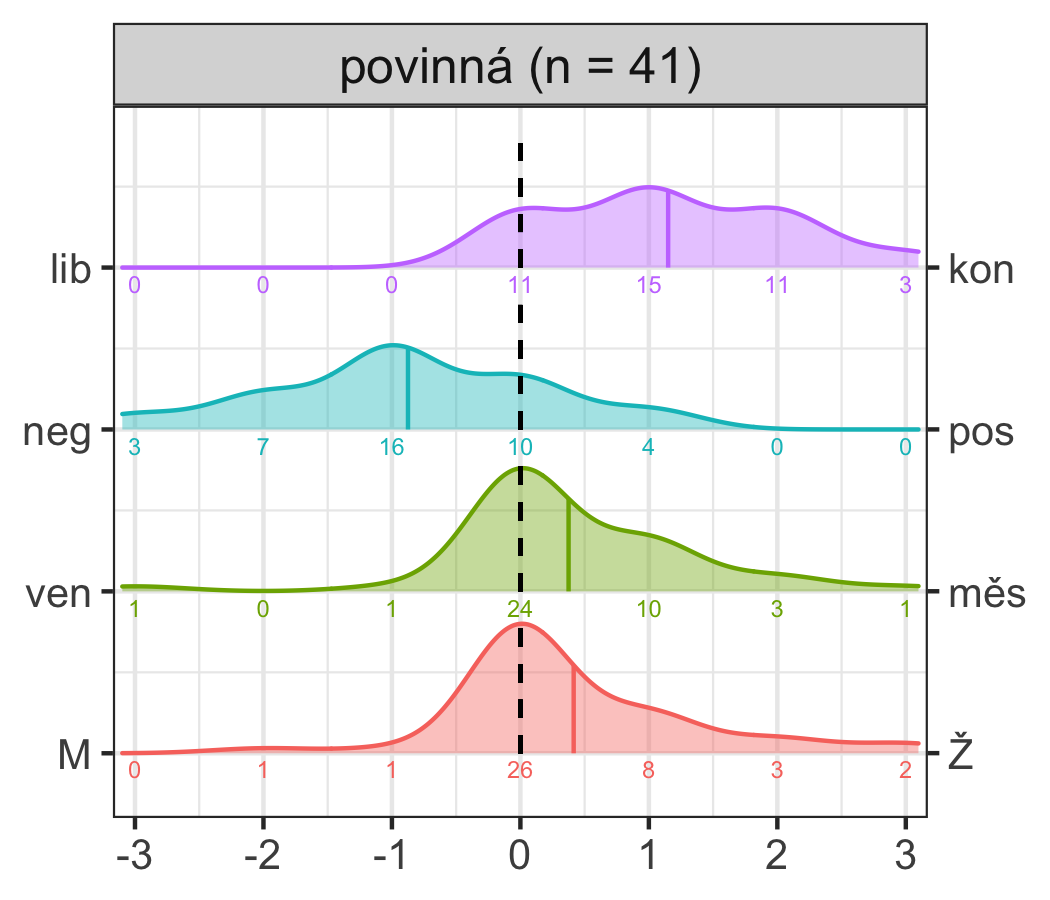 povinná (n = 41)
lib kon
0 0 0 11 15 11 3
neg pos
3 7 16 10 4 0 0
ven měs
1 0 1 24 10 3 1
M Ž
0 1 1 26 8 3 2
-3 -2 -1 0 1 2 3